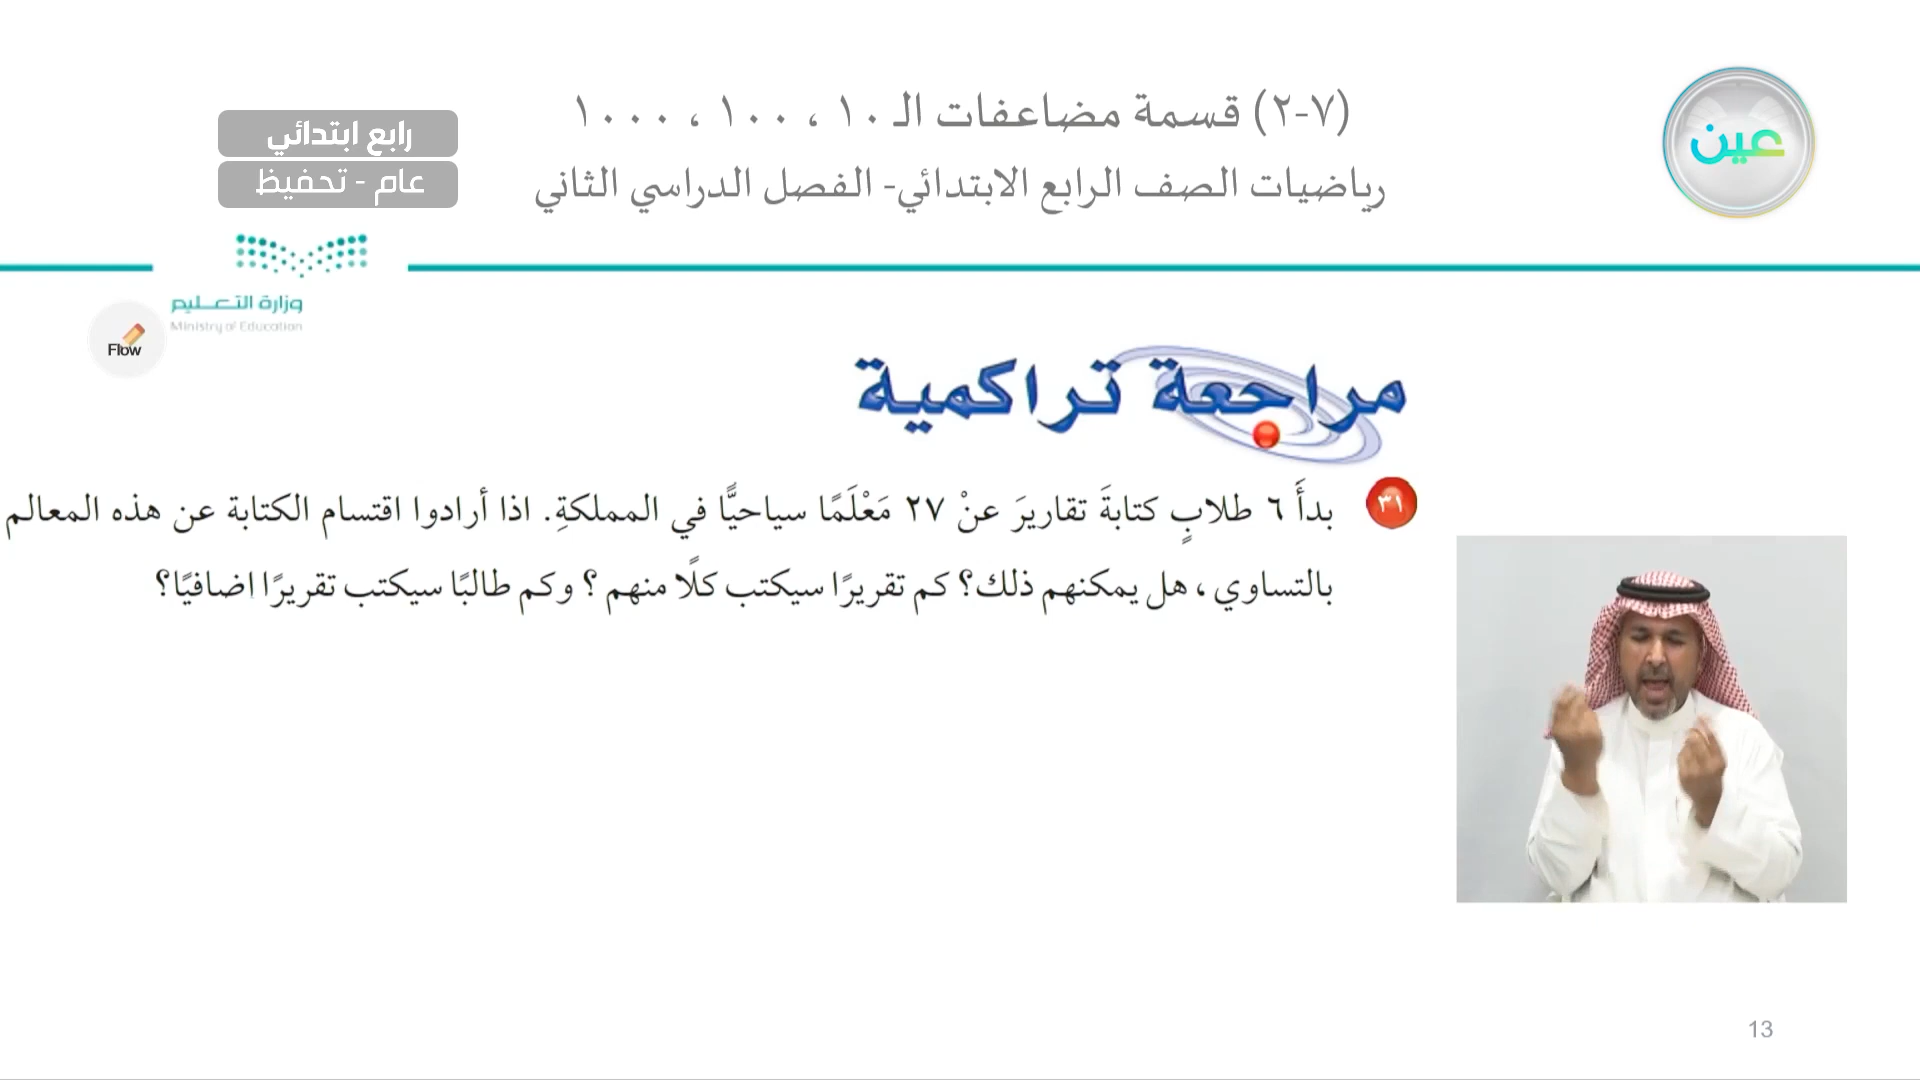 (٧-٢) قسمة مضاعفات الـ ١٠ ، ١٠٠ ، ١٠٠٠
رياضيات الصف الرابع الابتدائي- الفصل الدراسي الثاني
عين
رابع ابتدائي
عام - تحفيظ
وزارة التعليم
Ministry of Education
Flow
مراجعة تراكمية
٣١ بدأَ ٦ طلابٍ كتابةَ تقاريرَ عنْ ٢٧ مَعْلَمًا سياحيًّا في المملكةِ. اذا أرادوا اقتسام الكتابة عن هذه المعالم
بالتساوي ، هل يمكنهم ذلك؟ كم تقريرًا سيكتب كلًا منهم ؟ وكم طالبًا سيكتب تقريرًا اضافيًا؟
13